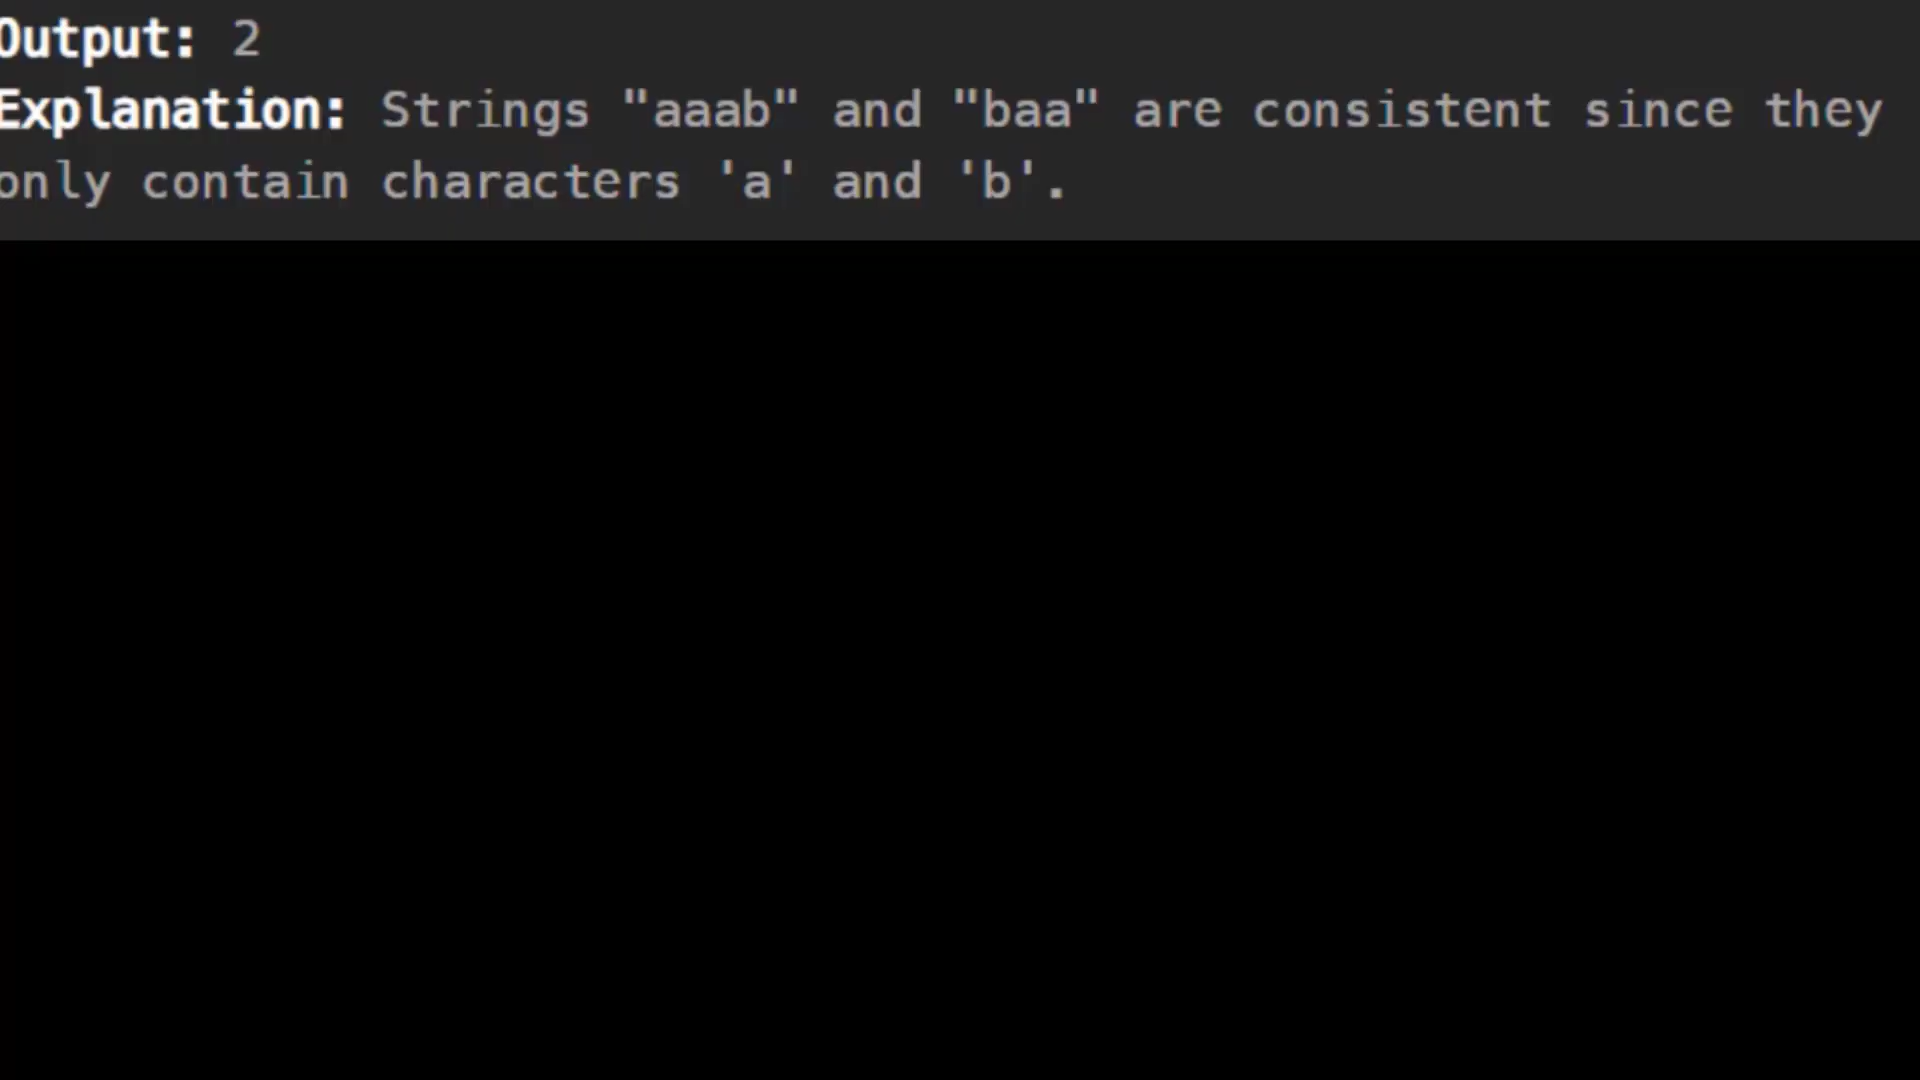 Output: 2
Explanation: Strings "aaab" and "baa" are consistent since they
only contain characters 'a' and 'b'.